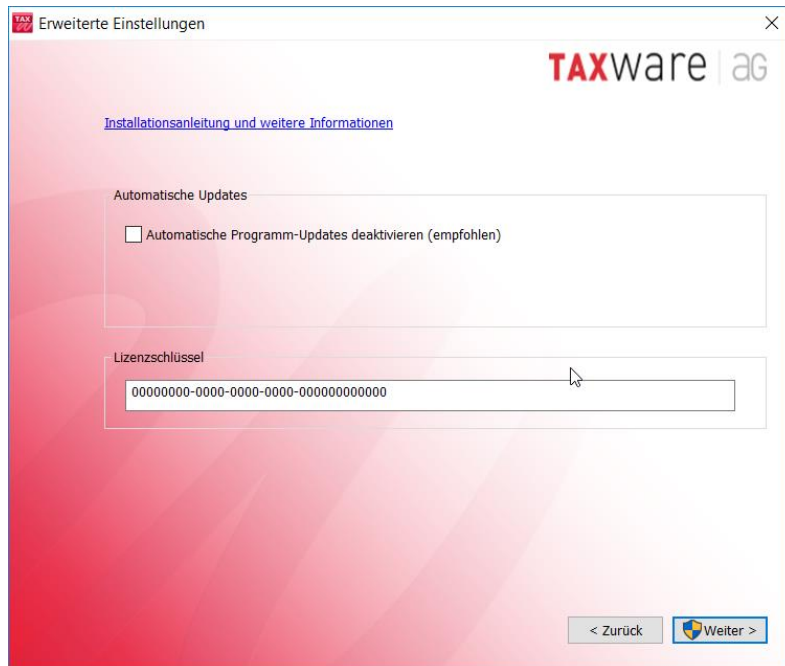 TAX
Erweiterte Einstellungen
TAXware | aG
Installationsanleitung und weitere Informationen
Automatische Updates
Automatische Programm-Updates deaktivieren (empfohlen)
Lizenzschlüssel
00000000-0000-0000-0000-000000000000
< Zurück
Weiter >